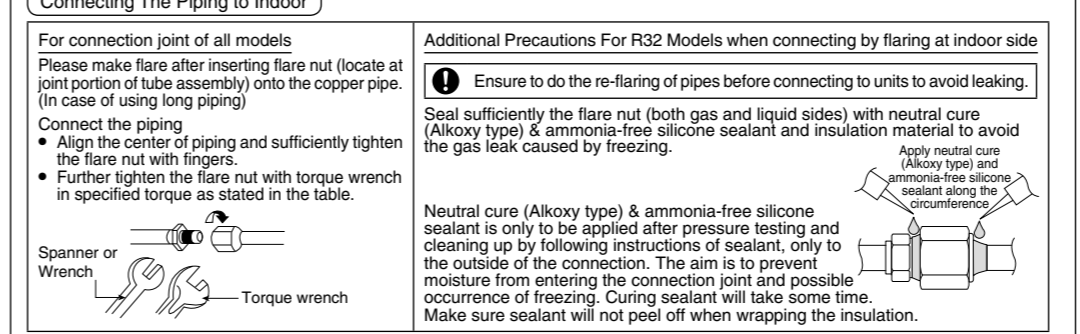 Connecting The Piping to Indoor
For connection joint of all models
Please make flare after inserting flare nut (locate at
joint portion of tube assembly) onto the copper pipe.
(In case of using long piping)
Connect the piping
● Align the center of piping and sufficiently tighten
the flare nut with fingers.
● Further tighten the flare nut with torque wrench
in specified torque as stated in the table.
Spanner or
Wrench
Torque wrench
Additional Precautions For R32 Models when connecting by flaring at indoor side
Ensure to do the re-flaring of pipes before connecting to units to avoid leaking.
Seal sufficiently the flare nut (both gas and liquid sides) with neutral cure
(Alkoxy type) & ammonia-free silicone sealant and insulation material to avoid
the gas leak caused by freezing.
Apply neutral cure
(Alkoxy type) and
ammonia-free silicone
sealant along the
circumference
Neutral cure (Alkoxy type) & ammonia-free silicone
sealant is only to be applied after pressure testing and
cleaning up by following instructions of sealant, only to
the outside of the connection. The aim is to prevent
moisture from entering the connection joint and possible
occurrence of freezing. Curing sealant will take some time.
Make sure sealant will not peel off when wrapping the insulation.